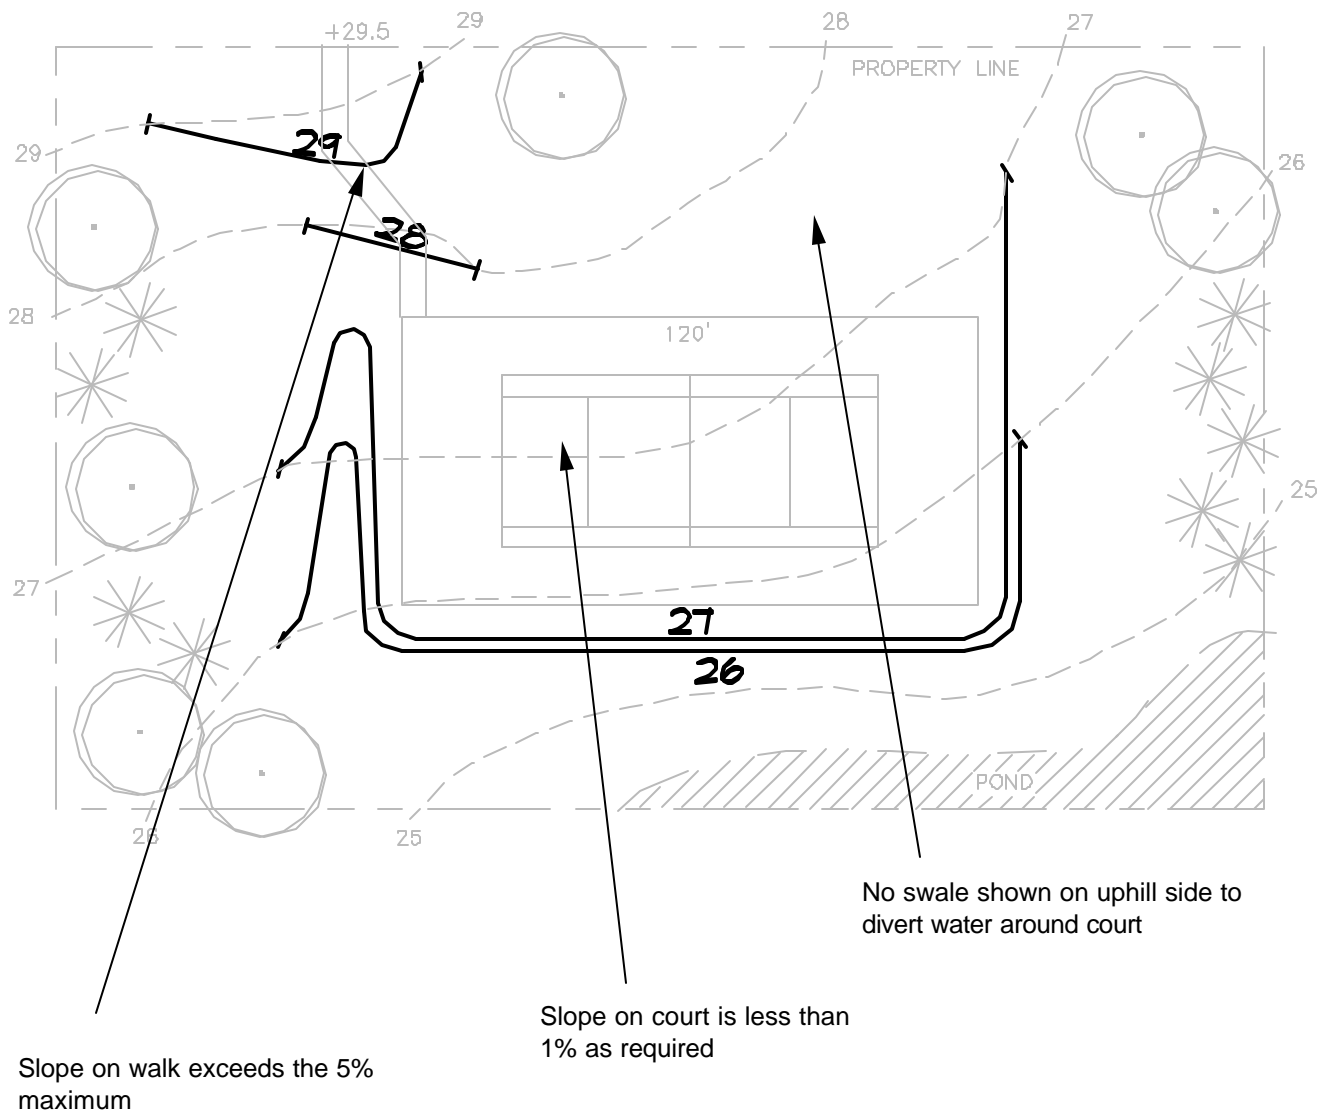 +29.5
29
28
27
PROPERTY LINE
29
29
26
28
28
120'
25
27
27
26
POND
26
25
No swale shown on uphill side to
divert water around court
Slope on court is less than
1% as required
Slope on walk exceeds the 5%
maximum